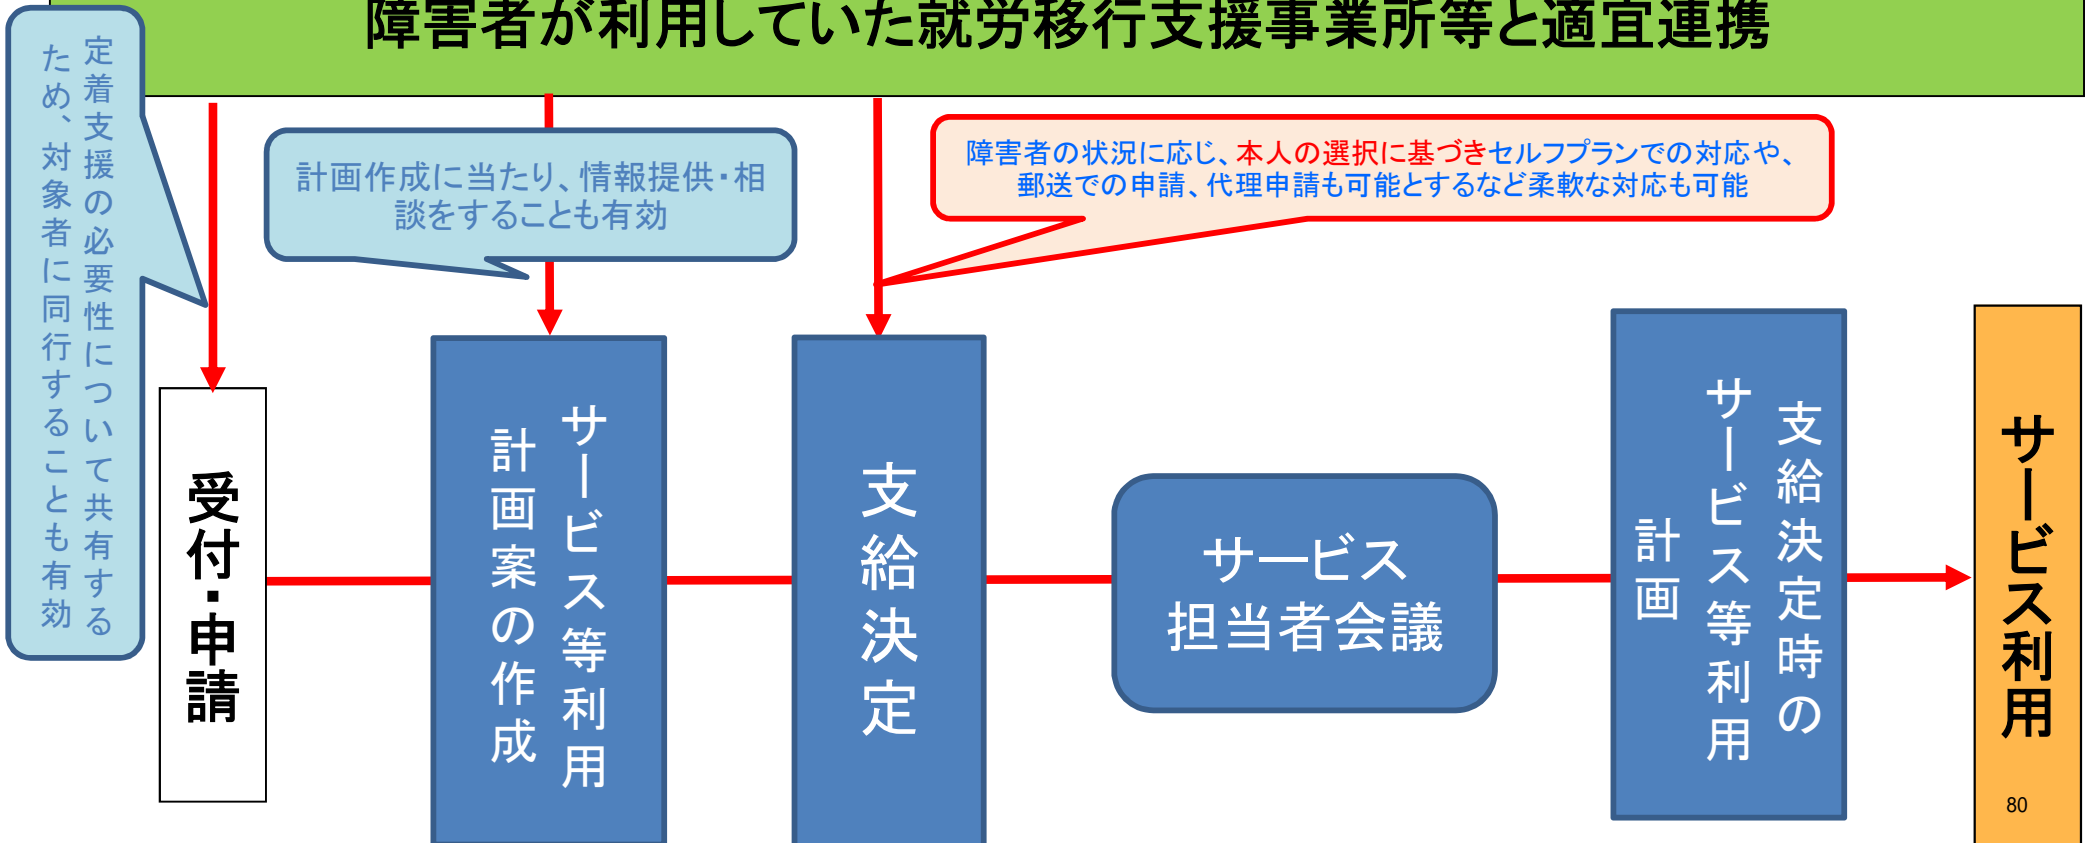 障害者が利用していた就労移行支援事業所等と適宜連携
定着支援の必要性について共有する
ため、対象者に同行することも有効
計画作成に当たり、情報提供・相
談をすることも有効
障害者の状況に応じ、本人の選択に基づきセルフプランでの対応や、
郵送での申請、代理申請も可能とするなど柔軟な対応も可能
受付・申請
サービス等利用
計画案の作成
支給決定
サービス
担当者会議
支給決定時の
サービス等利用
計画
サービス利用
80